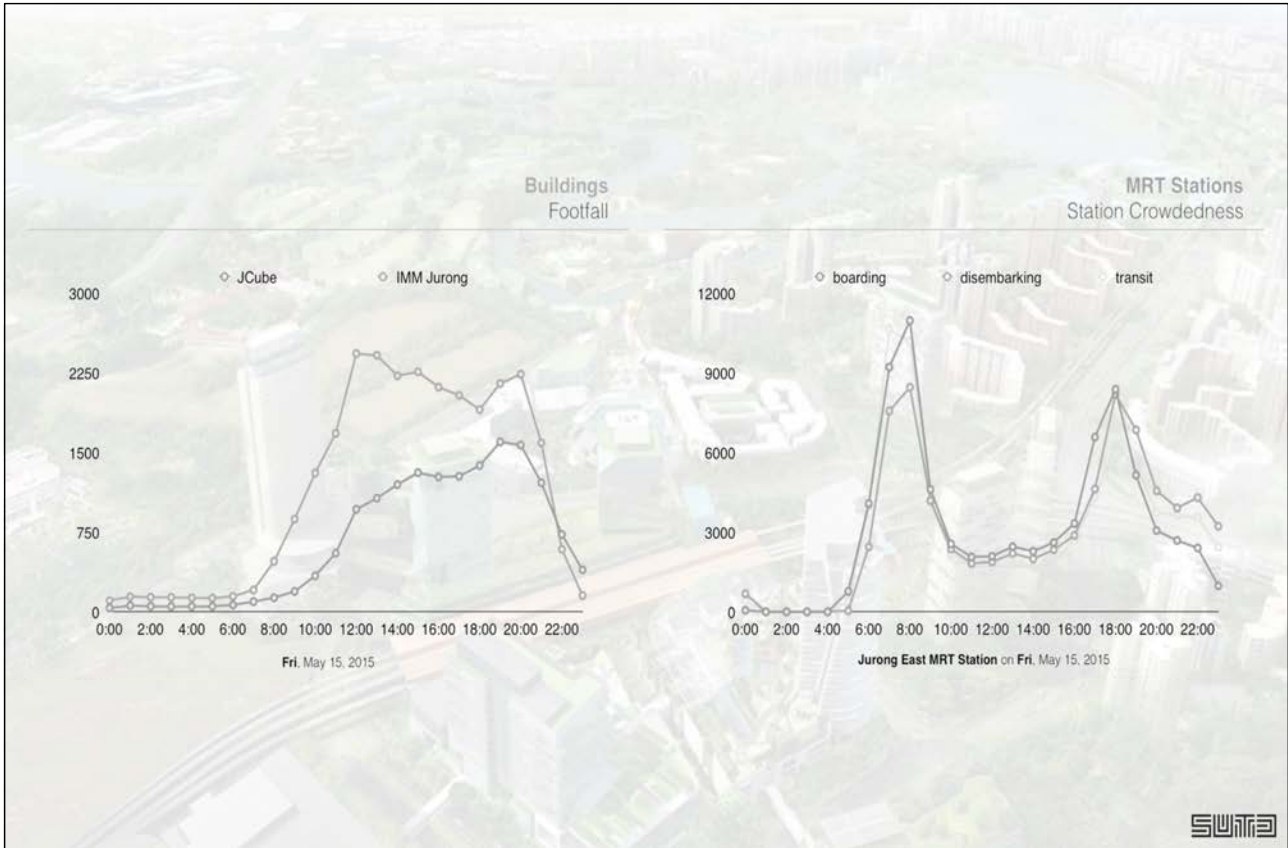 Buildings
Footfall
JCube IMM Jurong
3000
2250
1500
750
0
0:00 2:00 4:00 6:00 8:00 10:00 12:00 14:00 16:00 18:00 20:00 22:00
Fri, May 15, 2015
MRT Stations
Station Crowdedness
boarding disembarking transit
12000
9000
6000
3000
0
0:00 2:00 4:00 6:00 8:00 10:00 12:00 14:00 16:00 18:00 20:00 22:00
Jurong East MRT Station on Fri, May 15, 2015
SUTD